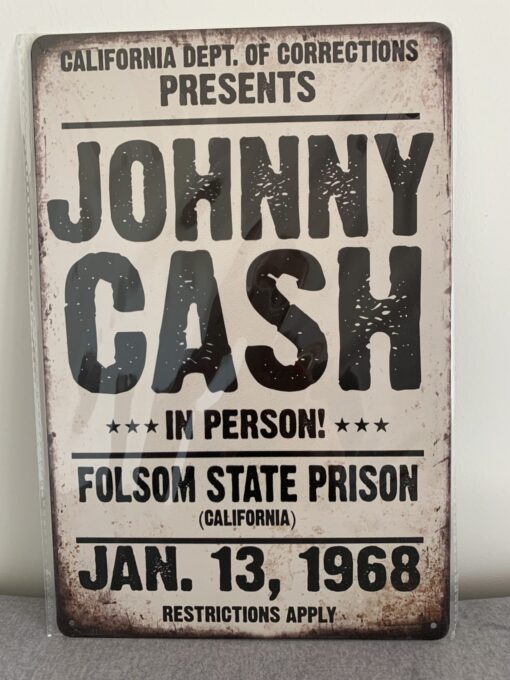 CALIFORNIA DEPT. OF CORRECTIONS
PRESENTS
JOHNNY
CASH
★★★ IN PERSON! ★★★
FOLSOM STATE PRISON
(CALIFORNIA)
JAN. 13, 1968
RESTRICTIONS APPLY